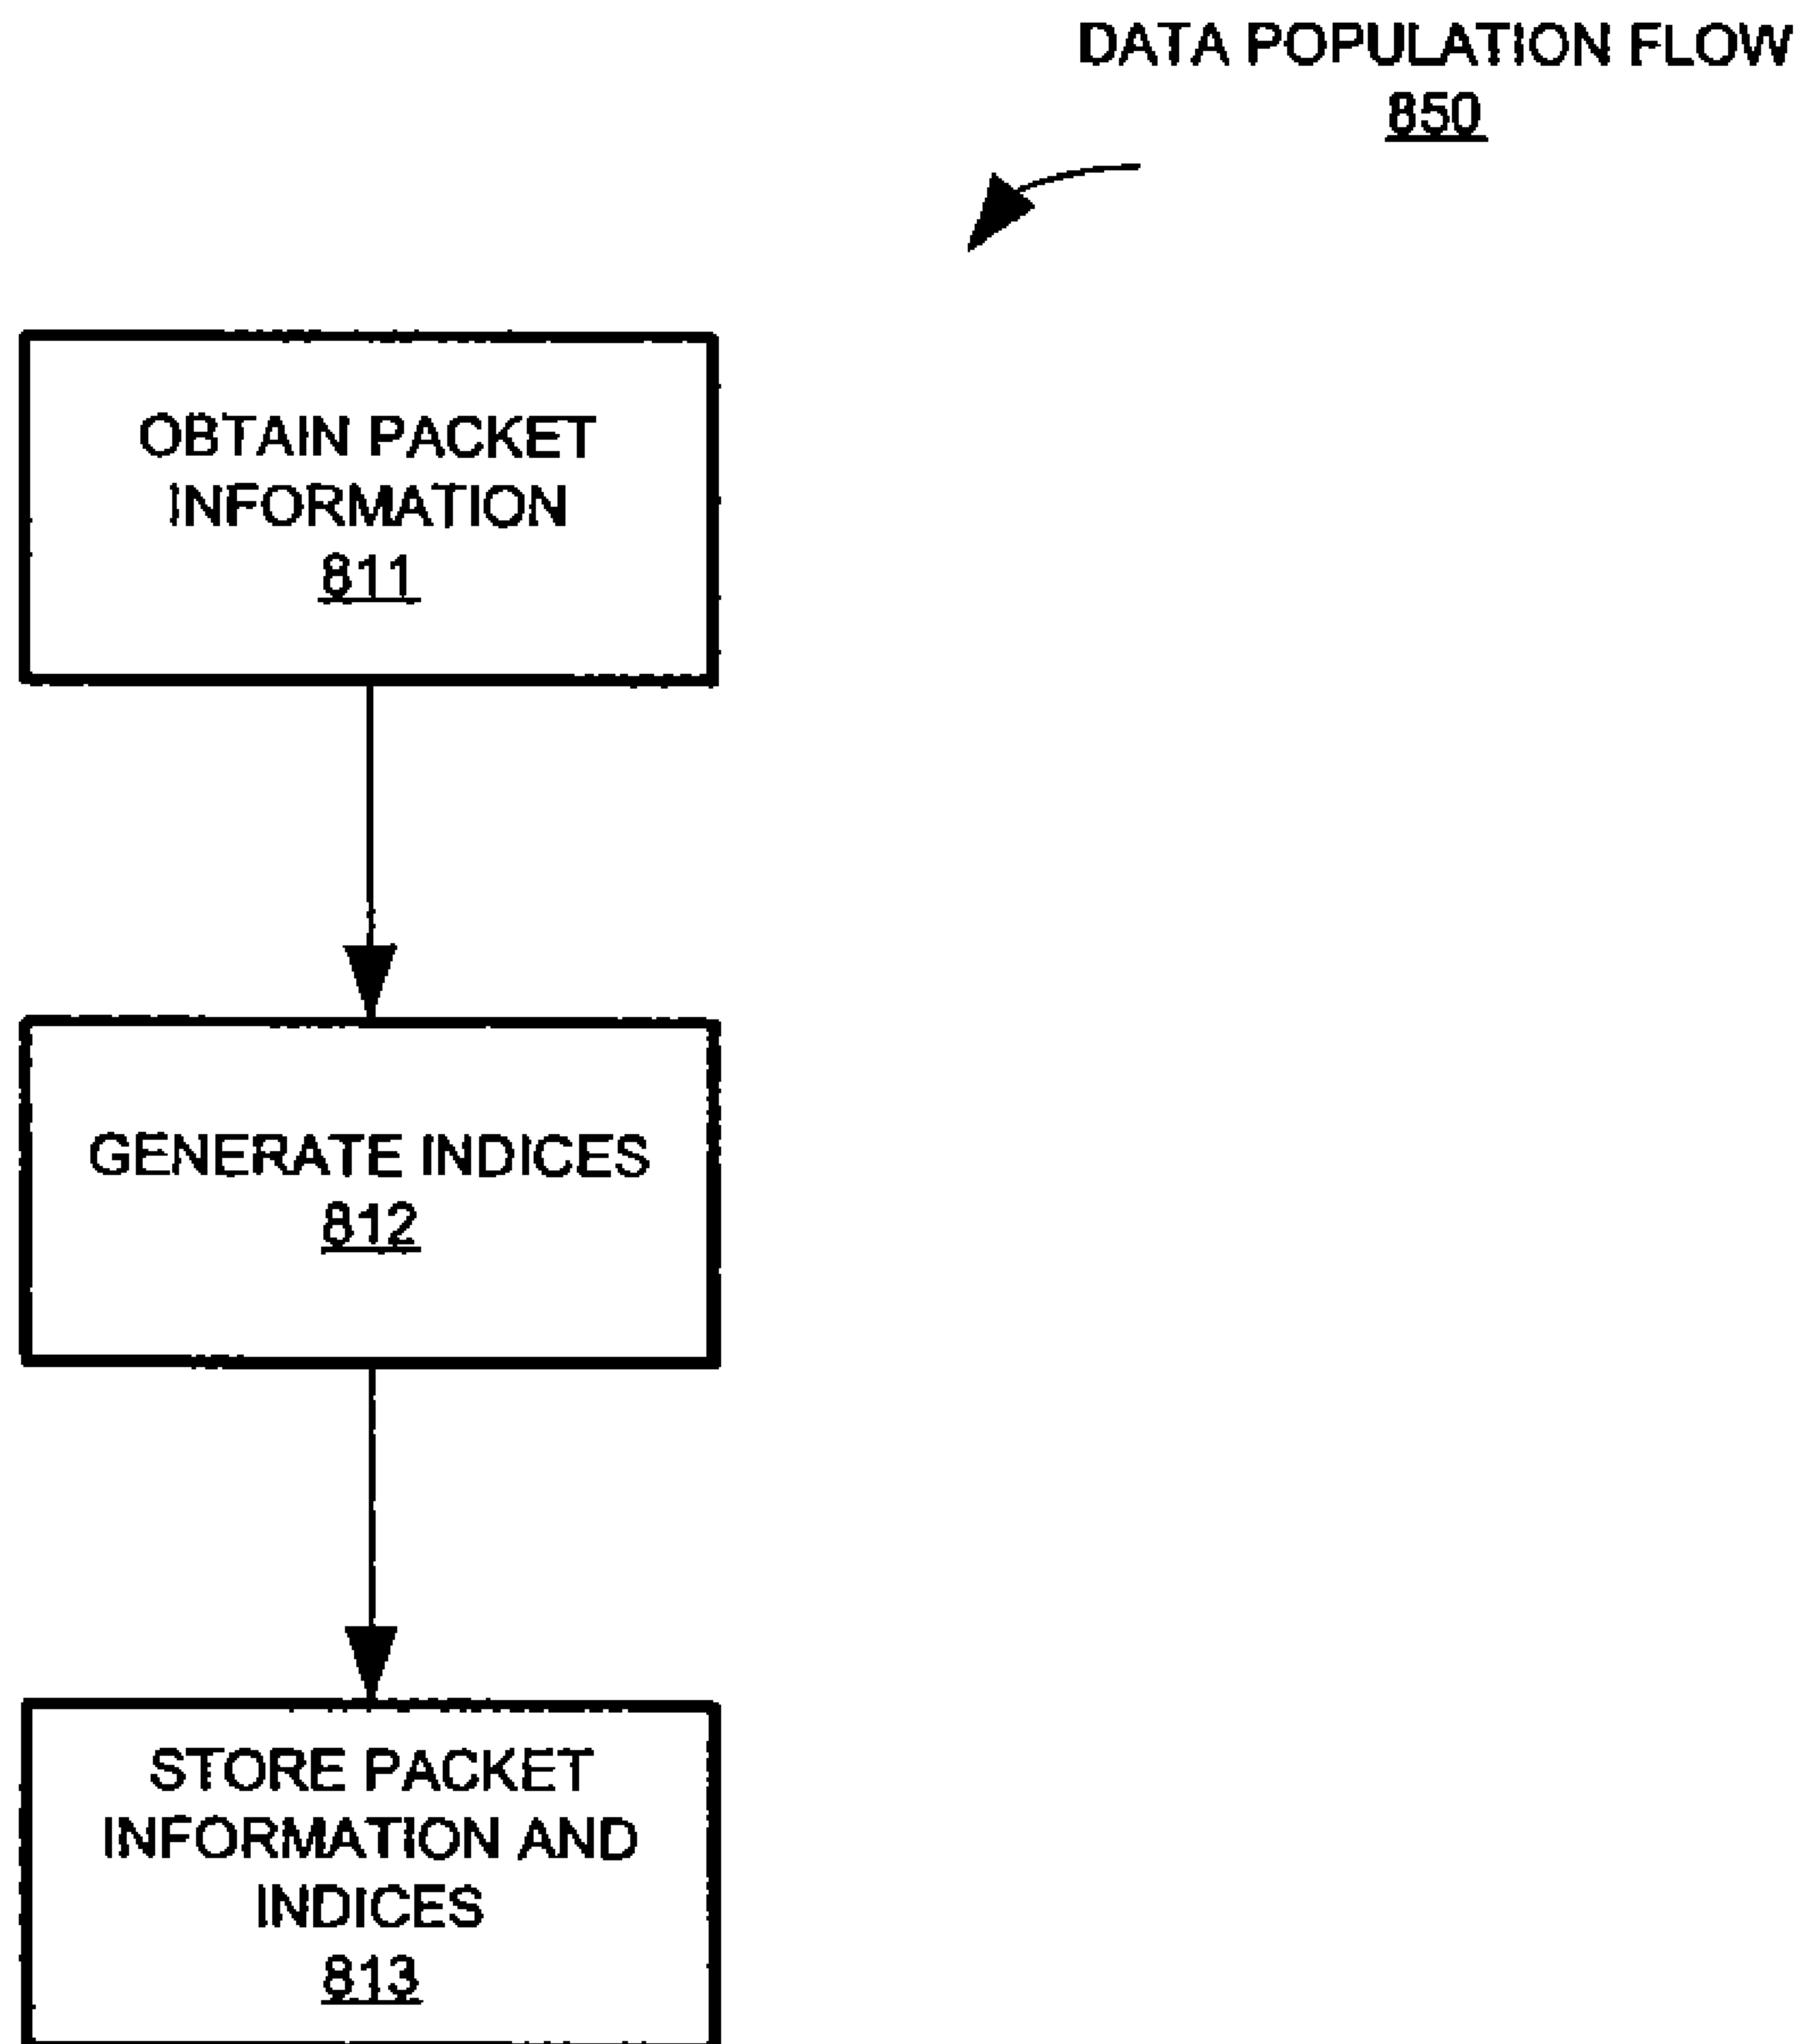 DATA POPULATION FLOW
850
OBTAIN PACKET
INFORMATION
811
GENERATE INDICES
812
STORE PACKET
INFORMATION AND
INDICES
813